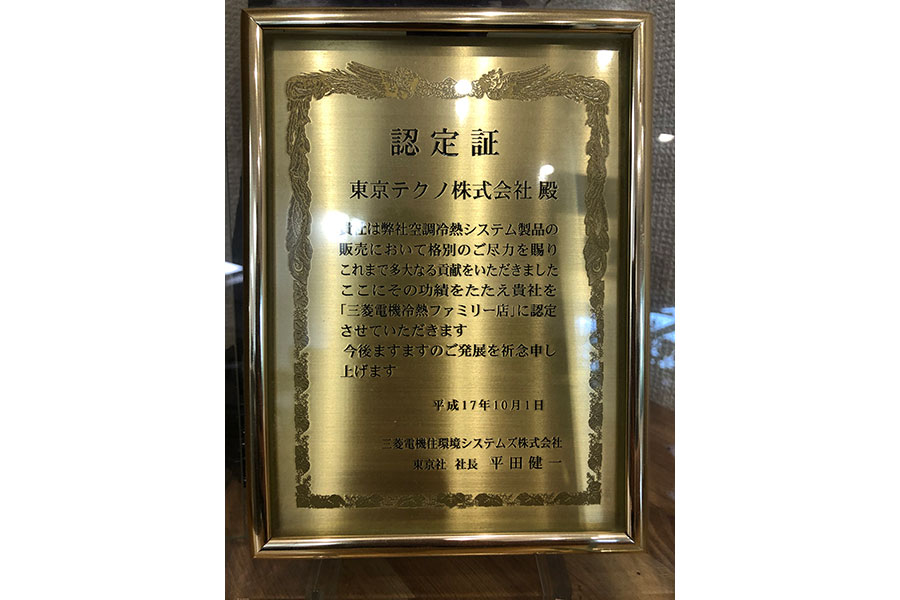 認定証
東京テクノ株式会社 殿
貴社は弊社空調冷熱システム製品の
販売において格別のご尽力を賜り
これまで多大なる貢献をいただきました
ここにその功績をたたえ貴社を
「三菱電機冷熱ファミリー店」に認定
させていただきます
今後ますますのご発展を祈念申し
上げます
平成17年10月1日
三菱電機住環境システムズ株式会社
東京社 社長 平田健一